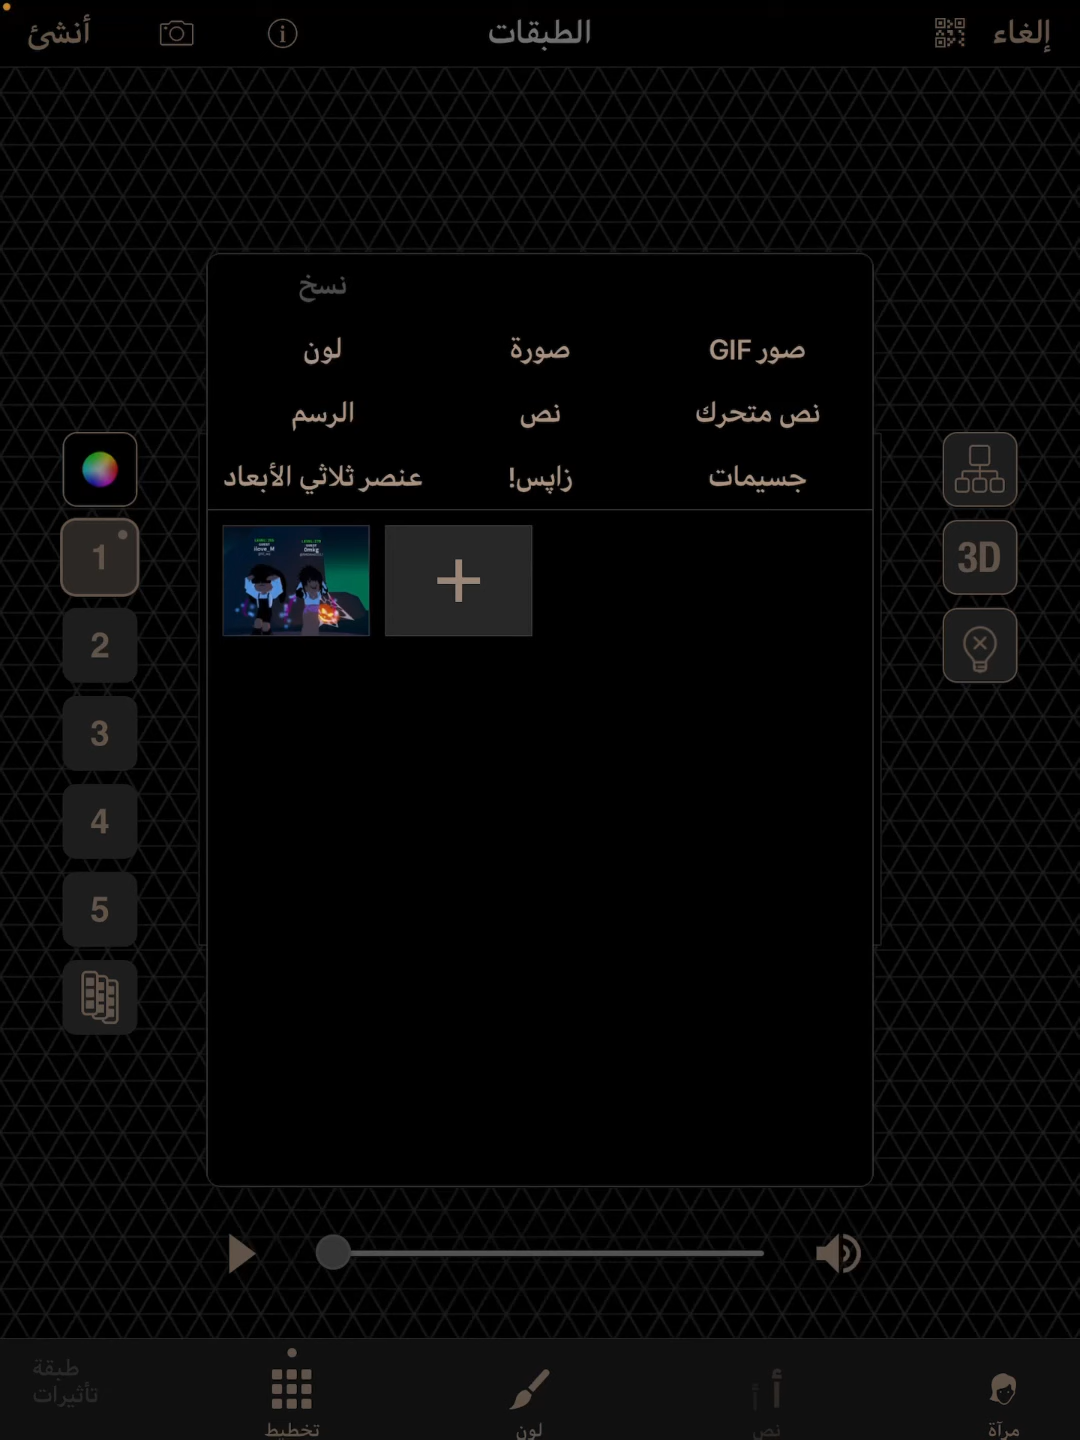 إلغاء
الطبقات
أنشئ
نسخ
صور GIF
صورة
لون
نص متحرك
نص
الرسم
جسيمات
زاپس!
عنصر ثلاثي الأبعاد
3D
1
2
3
4
5
طبقة
تأثيرات
تخطيط
لون
أ أ
نص
مرآة